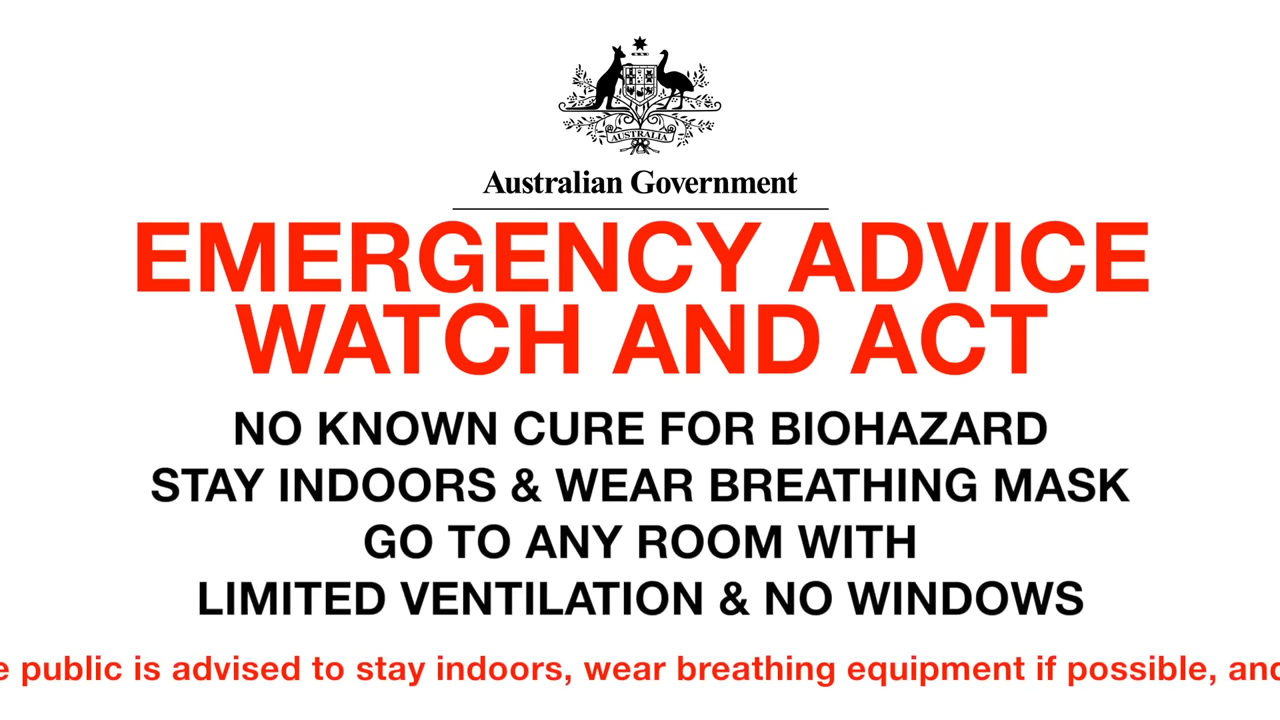 AUSTRALIA
Australian Government
EMERGENCY ADVICE
WATCH AND ACT
NO KNOWN CURE FOR BIOHAZARD
STAY INDOORS & WEAR BREATHING MASK
GO TO ANY ROOM WITH
LIMITED VENTILATION & NO WINDOWS
e public is advised to stay indoors, wear breathing equipment if possible, and